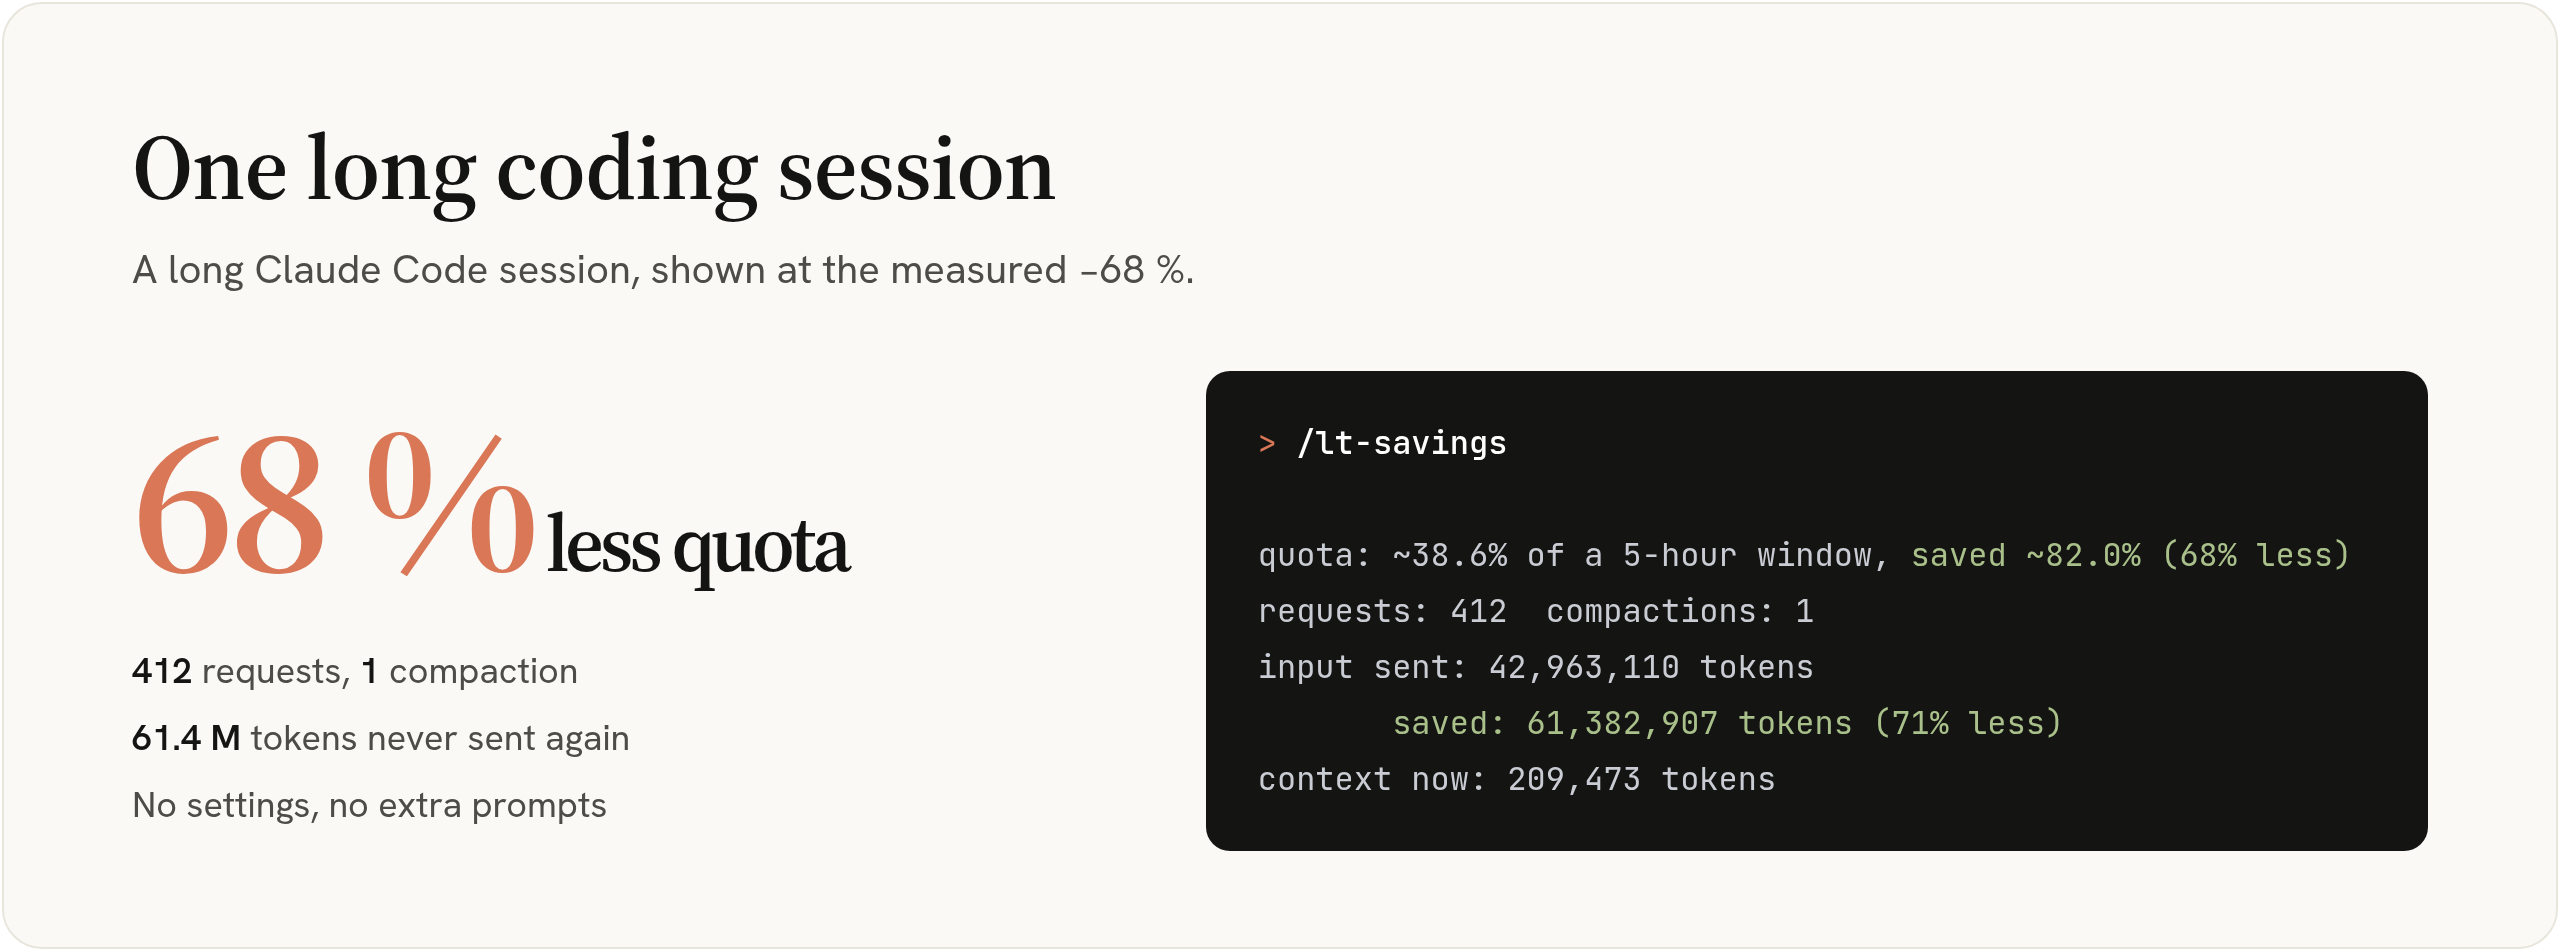 One long coding session
A long Claude Code session, shown at the measured −68 %.
68 % less quota
412 requests, 1 compaction
61.4 M tokens never sent again
No settings, no extra prompts
> /lt-savings
quota: ~38.6% of a 5-hour window, saved ~82.0% (68% less)
requests: 412  compactions: 1
input sent: 42,963,110 tokens
saved: 61,382,907 tokens (71% less)
context now: 209,473 tokens